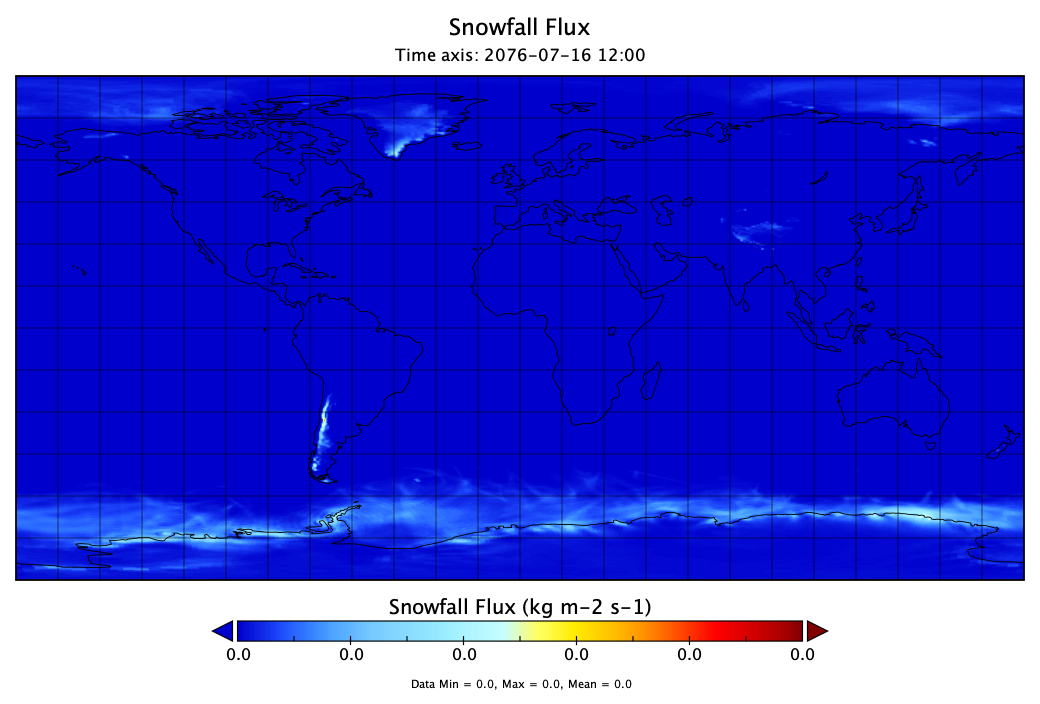 Snowfall Flux
Time axis: 2076-07-16 12:00
Snowfall Flux (kg m-2 s-1)
0.0 0.0 0.0 0.0 0.0 0.0
Data Min = 0.0, Max = 0.0, Mean = 0.0